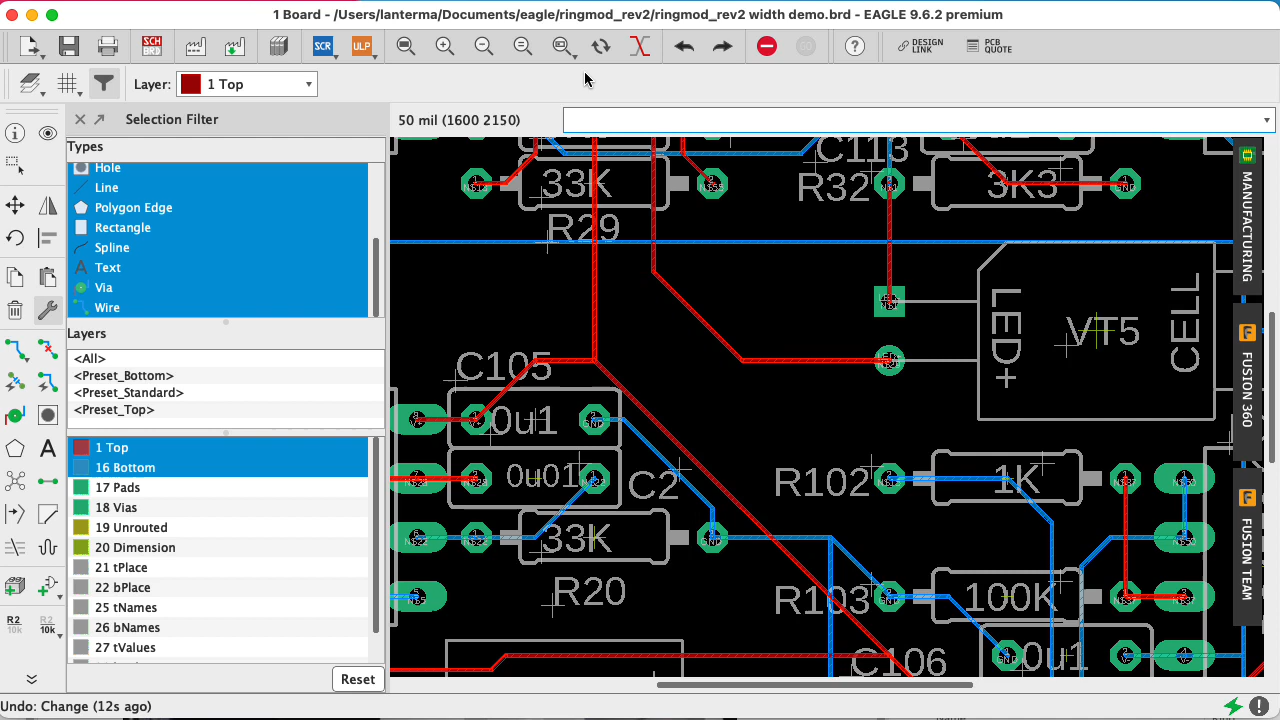 1 Board - /Users/lanterma/Documents/eagle/ringmod_rev2/ringmod_rev2 width demo.brd - EAGLE 9.6.2 premium
SCH
BRD
SCR
ULP
DESIGN
LINK
PCB
QUOTE
Layer:
1 Top
Selection Filter
50 mil (1600 2150)
Types
Hole
Line
Polygon Edge
Rectangle
Spline
Text
Via
Wire
Layers
<All>
<Preset_Bottom>
<Preset_Standard>
<Preset_Top>
1 Top
16 Bottom
17 Pads
18 Vias
19 Unrouted
20 Dimension
21 tPlace
22 bPlace
25 tNames
26 bNames
27 tValues
Reset
R2
10k
R2
10k
C113
33K
R32
3K3
GND
R29
LED+
VT5
CELL
C105
0u1
GND
0u01
C2
R102
1K
33K
GND
R20
R103
GND
100K
C106
GND
0u1
MANUFACTURING
FUSION 360
FUSION TEAM
Undo: Change (12s ago)